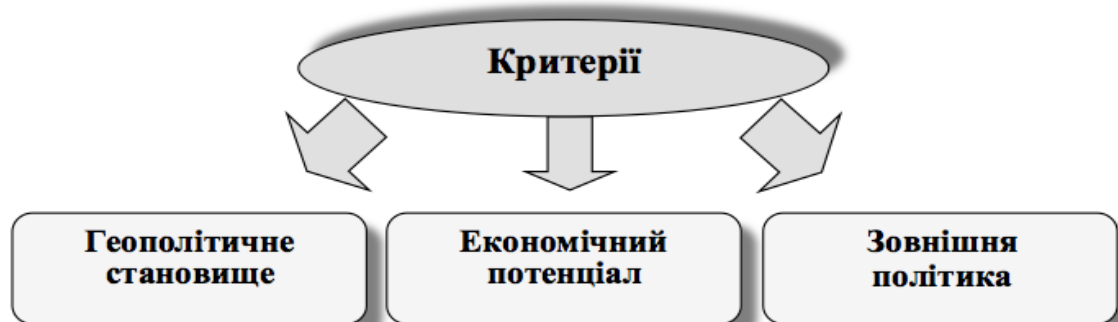 Критерії
Геополітичне
становище
Економічний
потенціал
Зовнішня
політика